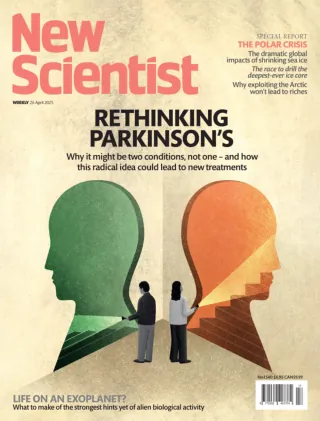 New
Scientist
WEEKLY 26 April 2025
SPECIAL REPORT
THE POLAR CRISIS
The dramatic global
impacts of shrinking sea ice
The race to drill the
deepest-ever ice core
Why exploiting the Arctic
won't lead to riches
RETHINKING
PARKINSON'S
Why it might be two conditions, not one – and how
this radical idea could lead to new treatments
LIFE ON AN EXOPLANET?
What to make of the strongest hints yet of alien biological activity